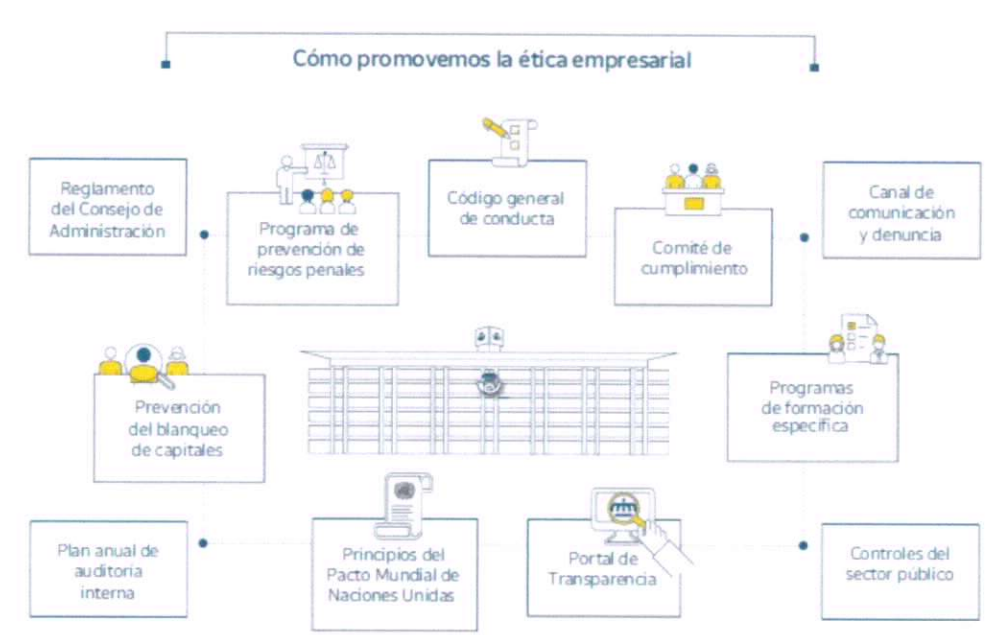 Cómo promovemos la ética empresarial
Reglamento
del Consejo de
Administración
Programa de
prevención de
riesgos penales
Código general
de conducta
Comité de
cumplimiento
Canal de
comunicación
y denuncia
Prevención
del blanqueo
de capitales
Programas
de formación
específica
Plan anual de
auditoría
interna
Principios del
Pacto Mundial de
Naciones Unidas
Portal de
Transparencia
Controles del
sector público